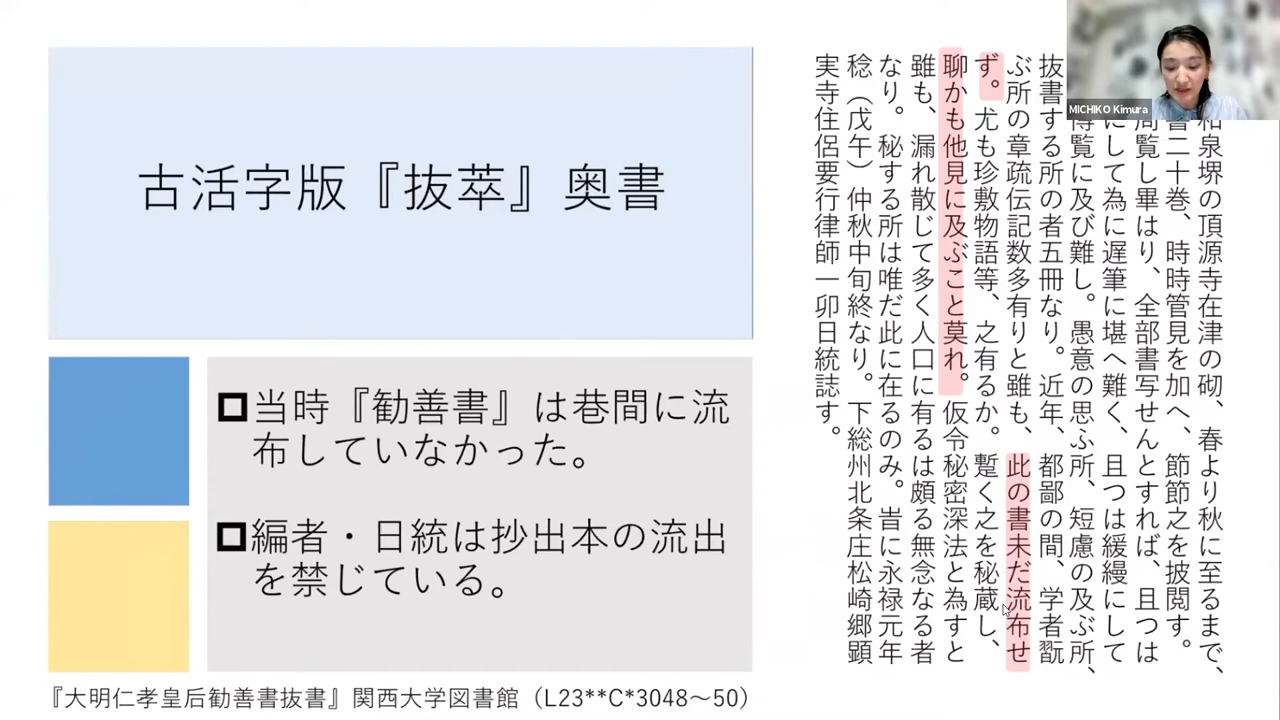 古活字版『抜萃』奥書
当時『勧善書』は巷間に流
布していなかった。
編者・日統は抄出本の流出
を禁じている。
『大明仁孝皇后勧善書抜書』関西大学図書館（L23**C*3048～50）
和泉堺の頂源寺在津の砌、春より秋に至るまで、
書二十巻、時時管見を加へ、節節之を披閲す。
周覧し畢はり、全部書写せんとすれば、且つは
にして為に遅筆に堪へ難く、且つは緩縵にして
博覧に及び難し。愚意の思ふ所、短慮の及ぶ所、
抜書する所の者五冊なり。近年、都鄙の間、学者翫
ぶ所の章疏伝記数多有りと雖も、此の書未だ流布せ
ず。尤も珍敷物語等、之有るか。蹔く之を秘蔵し、
聊かも他見に及ぶこと莫れ。仮令秘密深法と為すと
雖も、漏れ散じて多く人口に有るは頗る無念なる者
なり。秘する所は唯だ此に在るのみ。旹に永禄元年
稔（戊午）仲秋中旬終なり。下総州北条庄松崎郷顕
実寺住侶要行律師一卯日統誌す。
MICHIKO Kimura